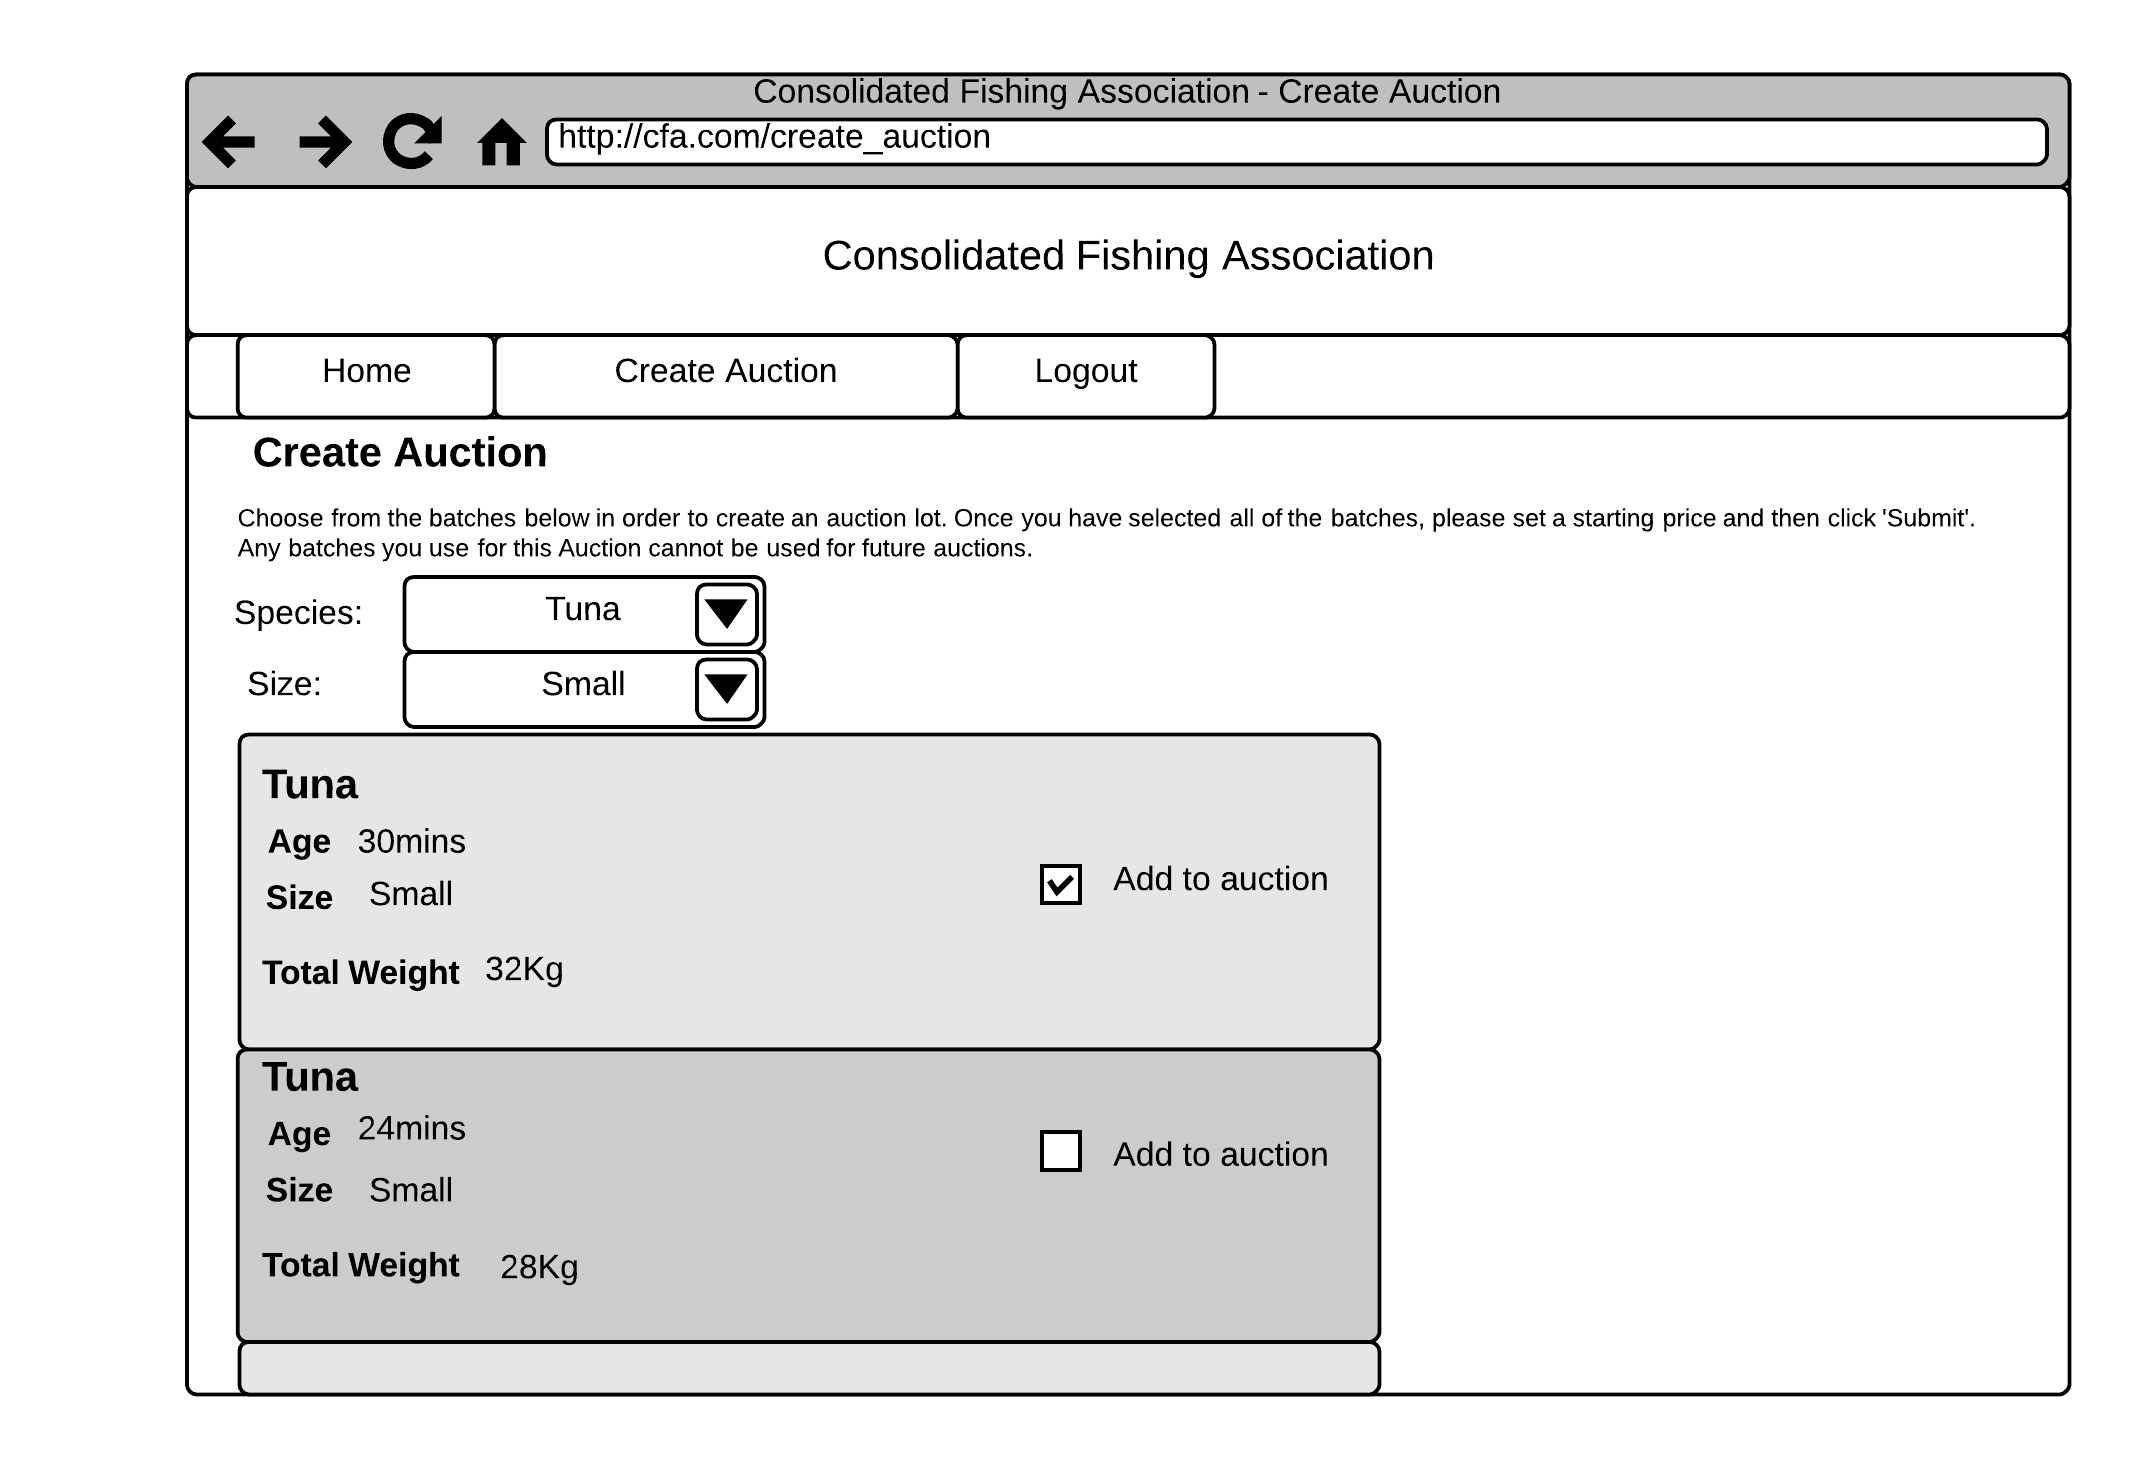 Consolidated Fishing Association - Create Auction
http://cfa.com/create_auction
Consolidated Fishing Association
Home Create Auction Logout
Create Auction
Choose from the batches below in order to create an auction lot. Once you have selected all of the batches, please set a starting price and then click 'Submit'.
Any batches you use for this Auction cannot be used for future auctions.
Species: Tuna
Size: Small
Tuna
Age 30mins
Add to auction
Size Small
Total Weight 32Kg
Tuna
Age 24mins
Add to auction
Size Small
Total Weight 28Kg